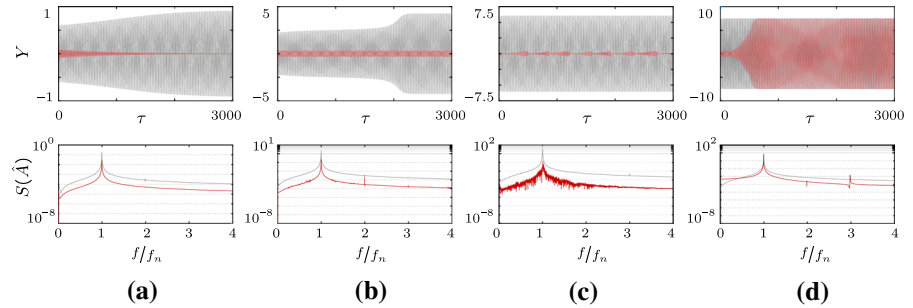 1 5 7.5 10
Y
-1 -5 -7.5 -10
0 3000 0 3000 0 3000 0 3000
τ τ τ τ
10^0 10^2 10^2 10^2
S(Â)
10^-8 10^-8 10^-8 10^-8
0 1 2 3 4 0 1 2 3 4 0 1 2 3 4 0 1 2 3 4
f/f_n f/f_n f/f_n f/f_n
(a) (b) (c) (d)